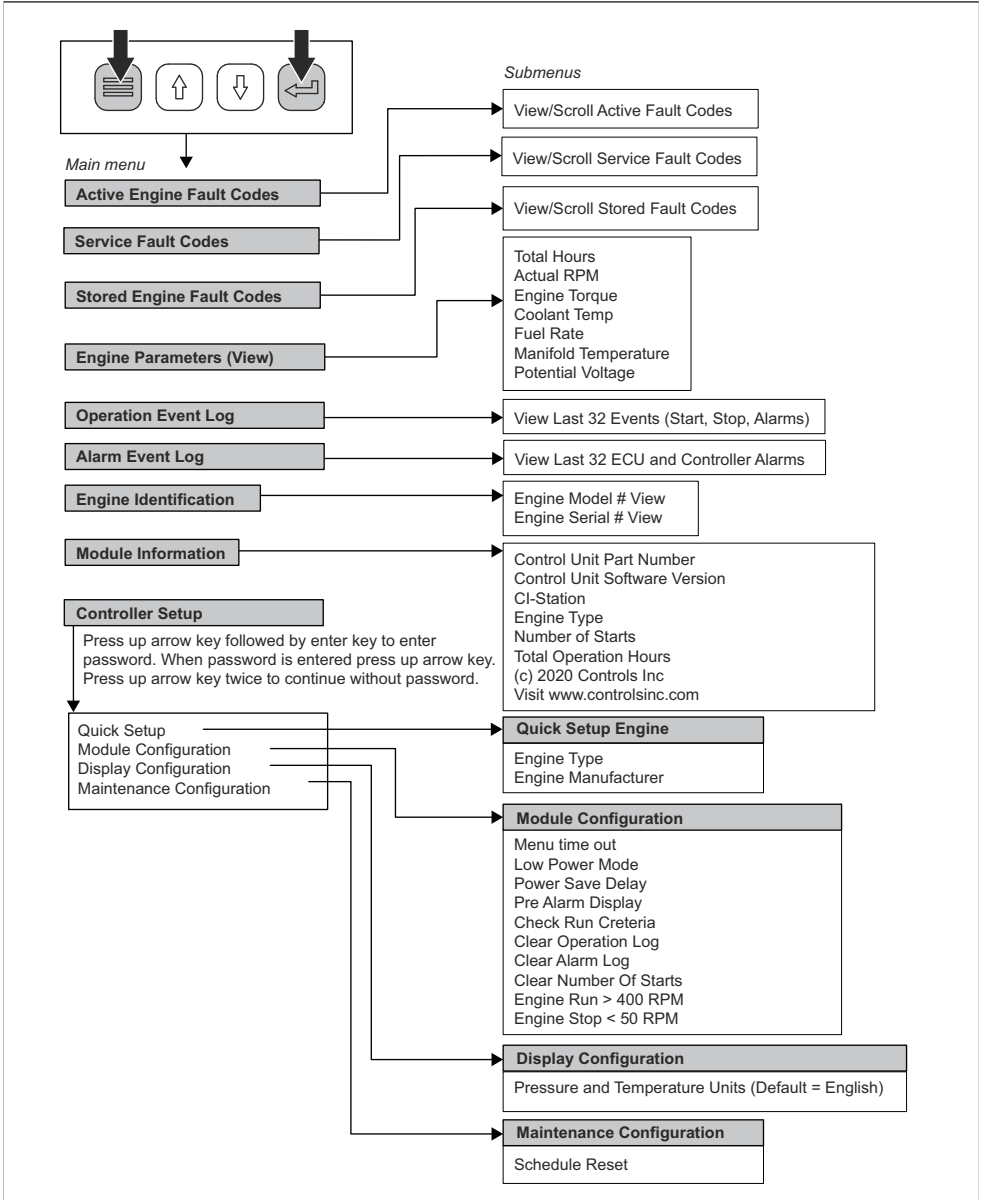 Submenus
View/Scroll Active Fault Codes
Main menu
View/Scroll Service Fault Codes
Active Engine Fault Codes
View/Scroll Stored Fault Codes
Service Fault Codes
Total Hours
Actual RPM
Engine Torque
Coolant Temp
Fuel Rate
Manifold Temperature
Potential Voltage
Stored Engine Fault Codes
Engine Parameters (View)
Operation Event Log
View Last 32 Events (Start, Stop, Alarms)
Alarm Event Log
View Last 32 ECU and Controller Alarms
Engine Identification
Engine Model # View
Engine Serial # View
Module Information
Control Unit Part Number
Control Unit Software Version
CI-Station
Engine Type
Number of Starts
Total Operation Hours
(c) 2020 Controls Inc
Visit www.controlsinc.com
Controller Setup
Press up arrow key followed by enter key to enter
password. When password is entered press up arrow key.
Press up arrow key twice to continue without password.
Quick Setup
Module Configuration
Display Configuration
Maintenance Configuration
Quick Setup Engine
Engine Type
Engine Manufacturer
Module Configuration
Menu time out
Low Power Mode
Power Save Delay
Pre Alarm Display
Check Run Creteria
Clear Operation Log
Clear Alarm Log
Clear Number Of Starts
Engine Run > 400 RPM
Engine Stop < 50 RPM
Display Configuration
Pressure and Temperature Units (Default = English)
Maintenance Configuration
Schedule Reset